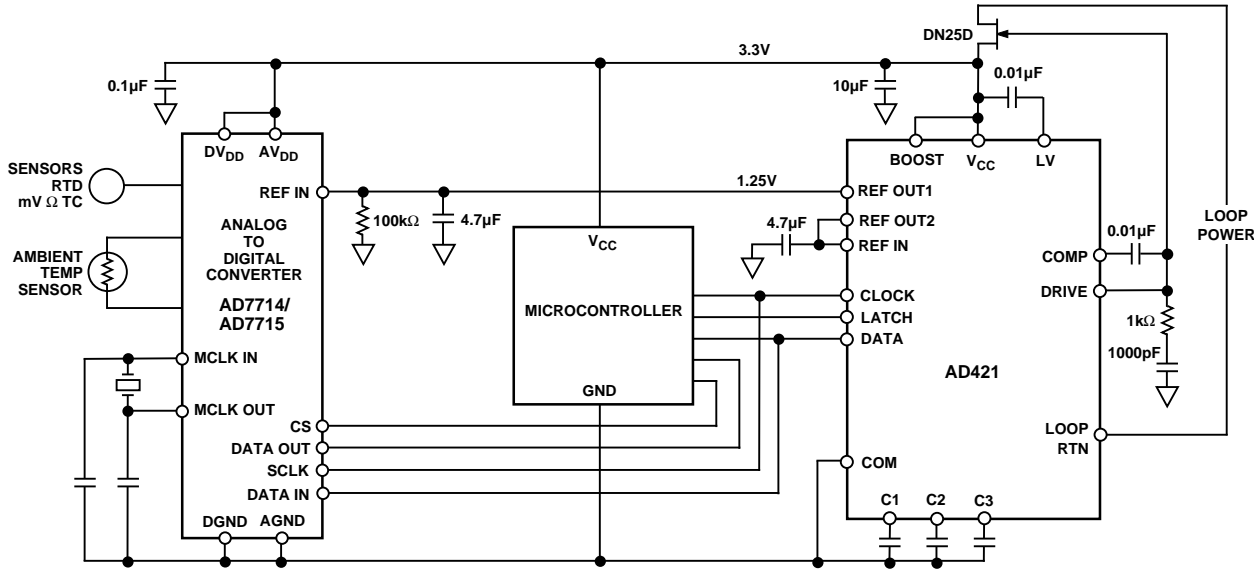 DN25D
3.3V
0.1µF
10µF
0.01µF
DV_DD
AV_DD
BOOST
V_CC
LV
SENSORS
RTD
mV Ω TC
REF IN
1.25V
REF OUT1
100kΩ
4.7µF
4.7µF
REF OUT2
REF IN
ANALOG
TO
DIGITAL
CONVERTER
AD7714/
AD7715
AMBIENT
TEMP
SENSOR
V_CC
MICROCONTROLLER
GND
LOOP
POWER
0.01µF
COMP
DRIVE
1kΩ
1000pF
CLOCK
LATCH
DATA
AD421
MCLK IN
MCLK OUT
CS
DATA OUT
SCLK
DATA IN
LOOP
RTN
COM
DGND
AGND
C1
C2
C3